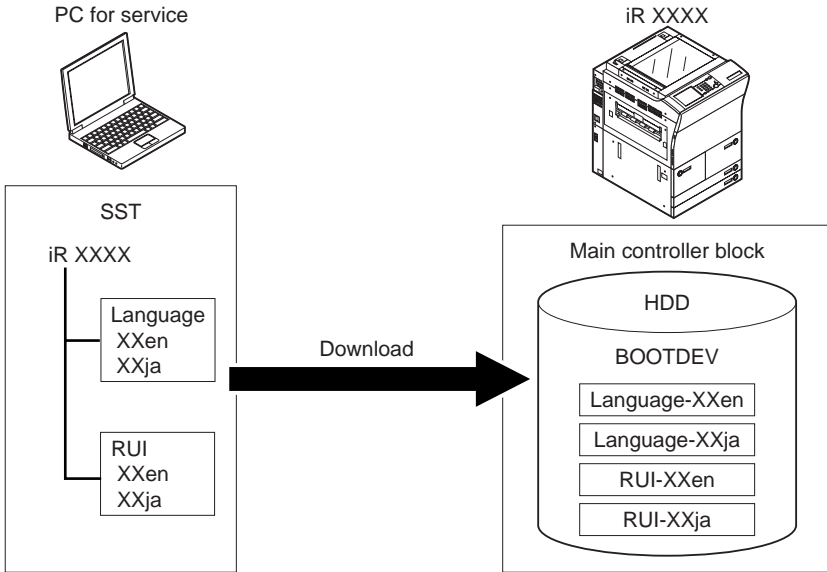 PC for service
iR XXXX
SST
iR XXXX
Language
XXen
XXja
RUI
XXen
XXja
Download
Main controller block
HDD
BOOTDEV
Language-XXen
Language-XXja
RUI-XXen
RUI-XXja